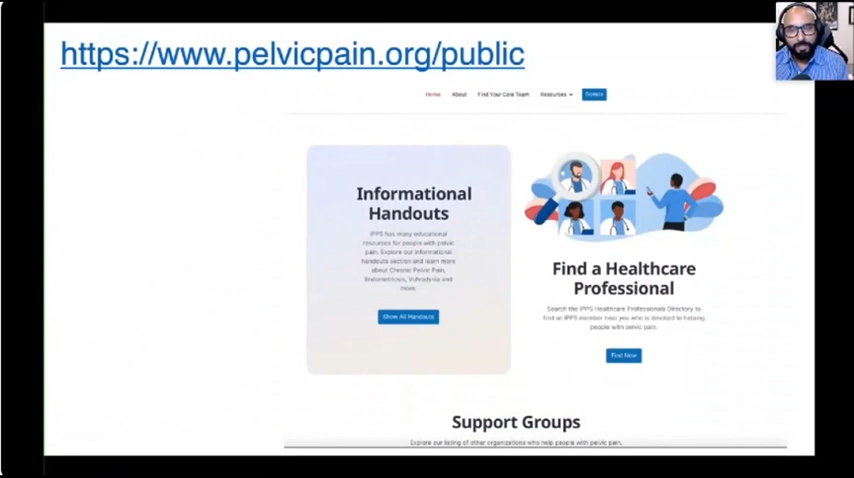 https://www.pelvicpain.org/public
Home About Find Your Care Team Resources Donate
Informational
Handouts
IPPS has many educational
resources for people with pelvic
pain. Explore our informational
handouts section and learn more
about Chronic Pelvic Pain,
Endometriosis, Vulvodynia and
more.
Show All Handouts
Find a Healthcare
Professional
Search the IPPS Healthcare Professionals Directory to
find an IPPS member near you who is devoted to helping
people with pelvic pain.
Find Now
Support Groups
Explore our listing of other organizations who help people with pelvic pain.